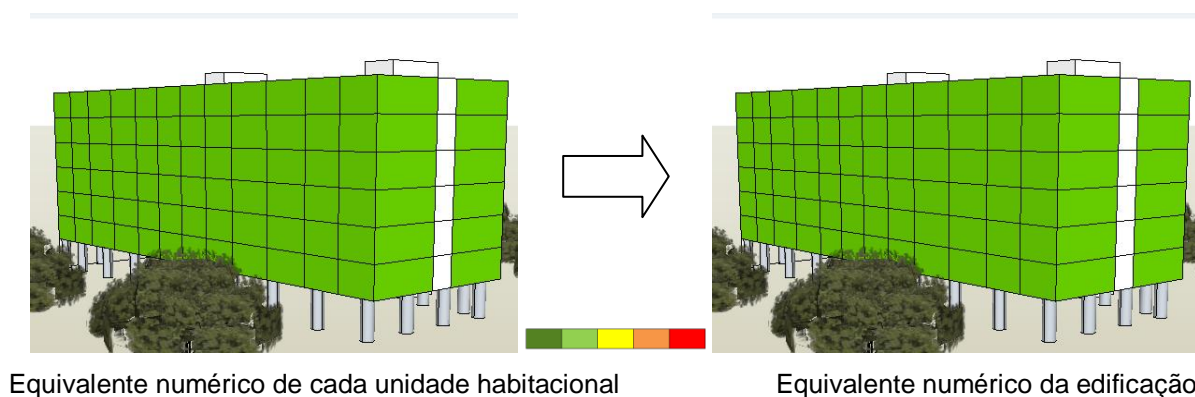 Equivalente numérico de cada unidade habitacional
Equivalente numérico da edificação